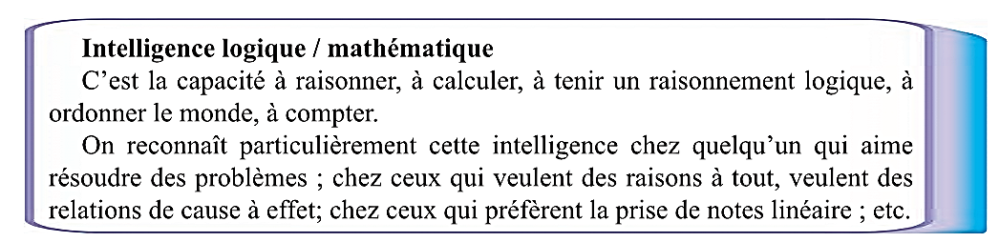 Intelligence logique / mathématique
C’est la capacité à raisonner, à calculer, à tenir un raisonnement logique, à
ordonner le monde, à compter.
On reconnaît particulièrement cette intelligence chez quelqu’un qui aime
résoudre des problèmes ; chez ceux qui veulent des raisons à tout, veulent des
relations de cause à effet; chez ceux qui préfèrent la prise de notes linéaire ; etc.